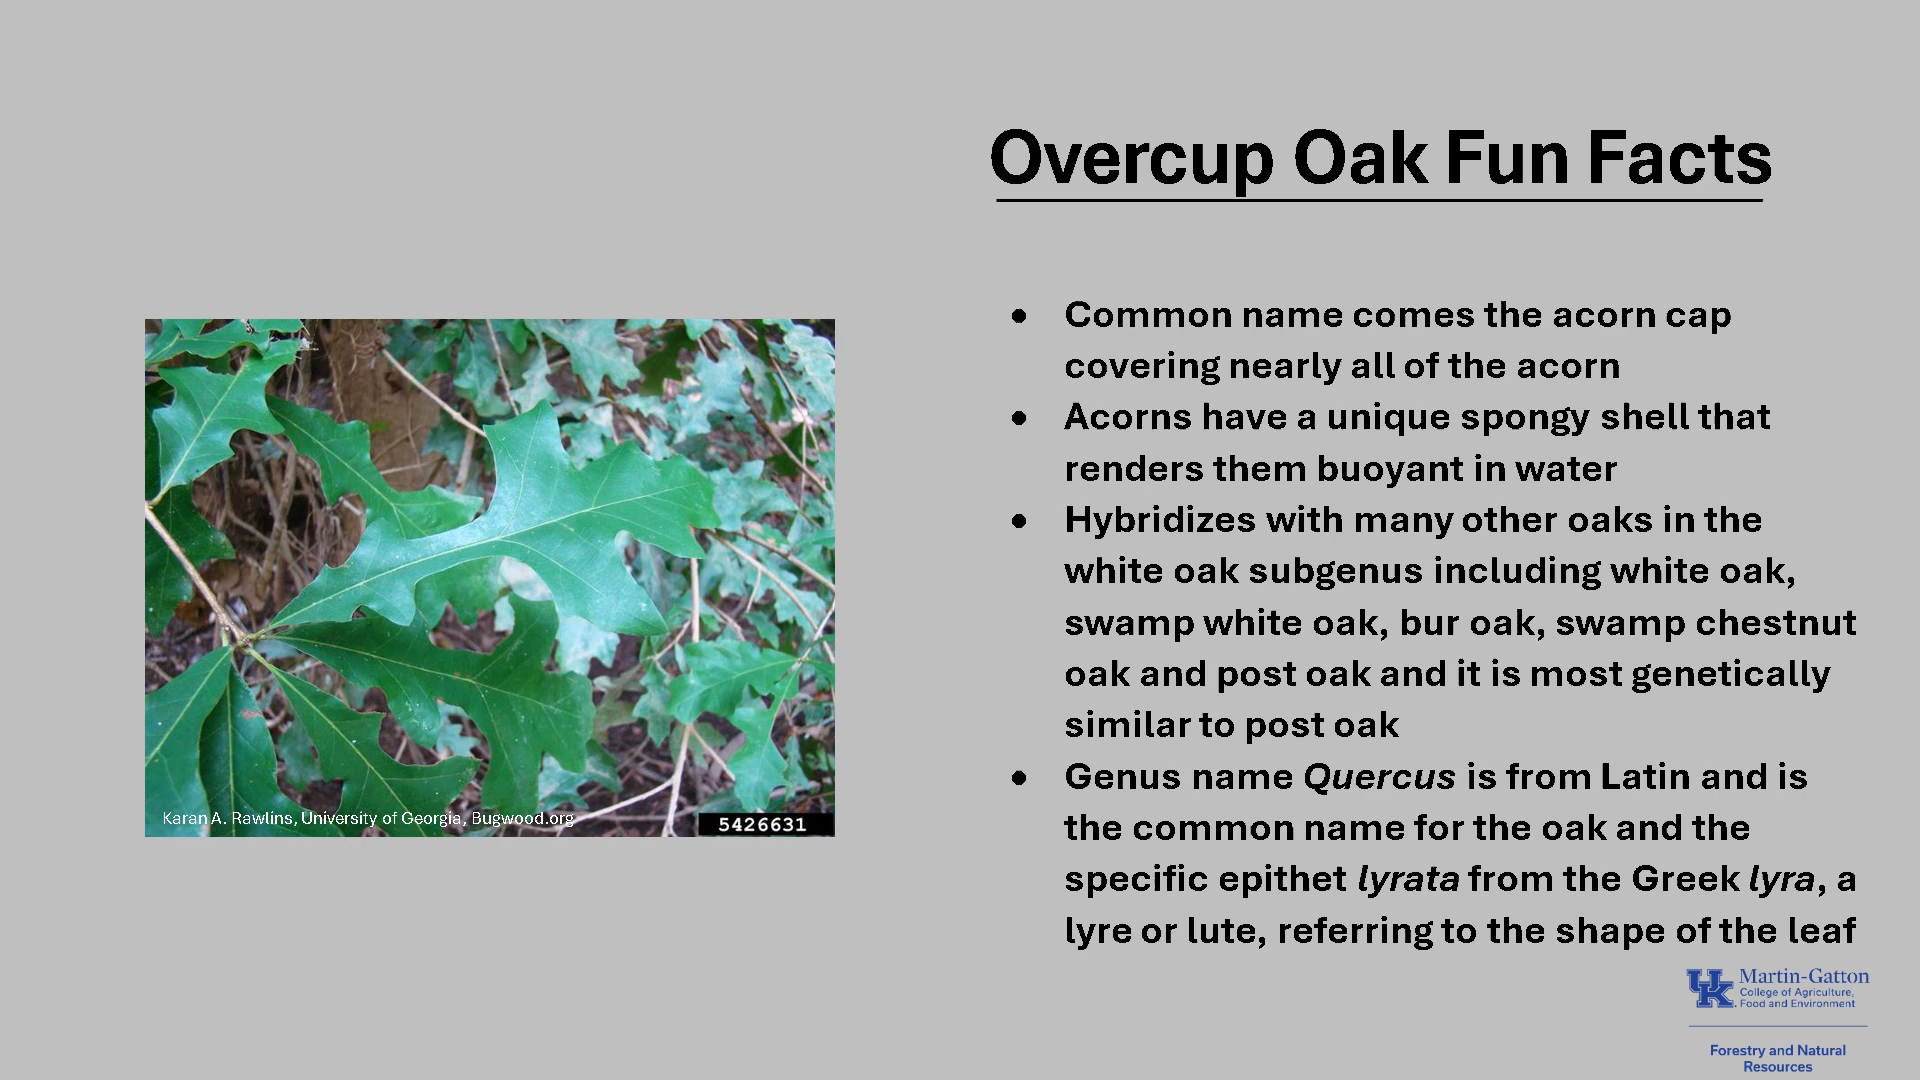 Overcup Oak Fun Facts
• Common name comes the acorn cap
covering nearly all of the acorn
• Acorns have a unique spongy shell that
renders them buoyant in water
• Hybridizes with many other oaks in the
white oak subgenus including white oak,
swamp white oak, bur oak, swamp chestnut
oak and post oak and it is most genetically
similar to post oak
• Genus name Quercus is from Latin and is
the common name for the oak and the
specific epithet lyrata from the Greek lyra, a
lyre or lute, referring to the shape of the leaf
Karan A. Rawlins, University of Georgia, Bugwood.org
5426631
UK Martin-Gatton
College of Agriculture,
Food and Environment
Forestry and Natural
Resources